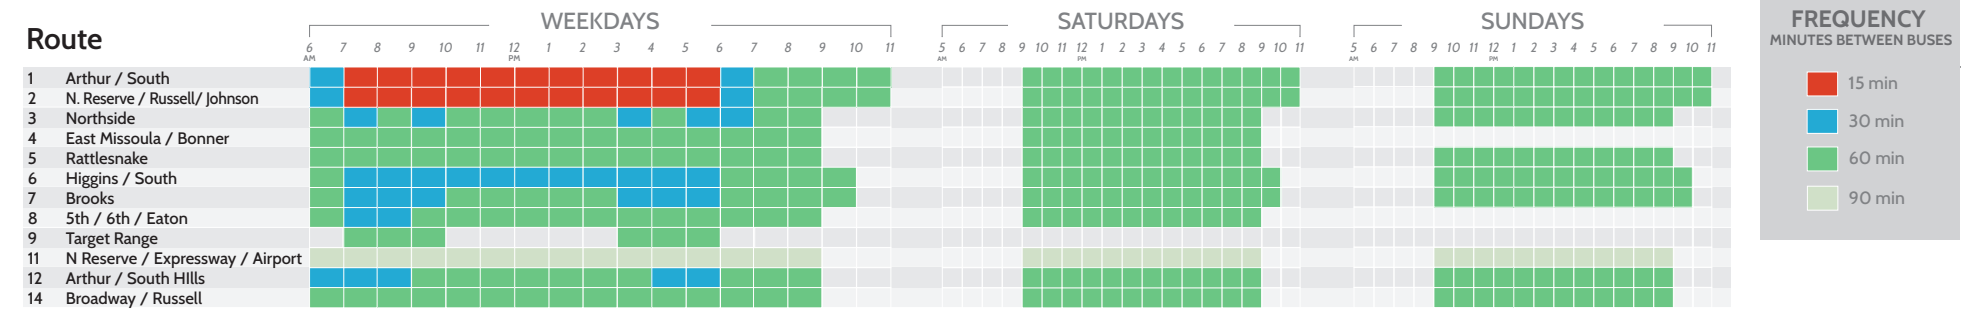 WEEKDAYS SATURDAYS SUNDAYS FREQUENCY
MINUTES BETWEEN BUSES
Route
6 7 8 9 10 11 12 1 2 3 4 5 6 7 8 9 10 11 5 6 7 8 9 10 11 12 1 2 3 4 5 6 7 8 9 10 11 5 6 7 8 9 10 11 12 1 2 3 4 5 6 7 8 9 10 11
AM PM AM PM AM PM
1 Arthur / South
2 N. Reserve / Russell/ Johnson
3 Northside
4 East Missoula / Bonner
5 Rattlesnake
6 Higgins / South
7 Brooks
8 5th / 6th / Eaton
9 Target Range
11 N Reserve / Expressway / Airport
12 Arthur / South HIlls
14 Broadway / Russell
15 min
30 min
60 min
90 min